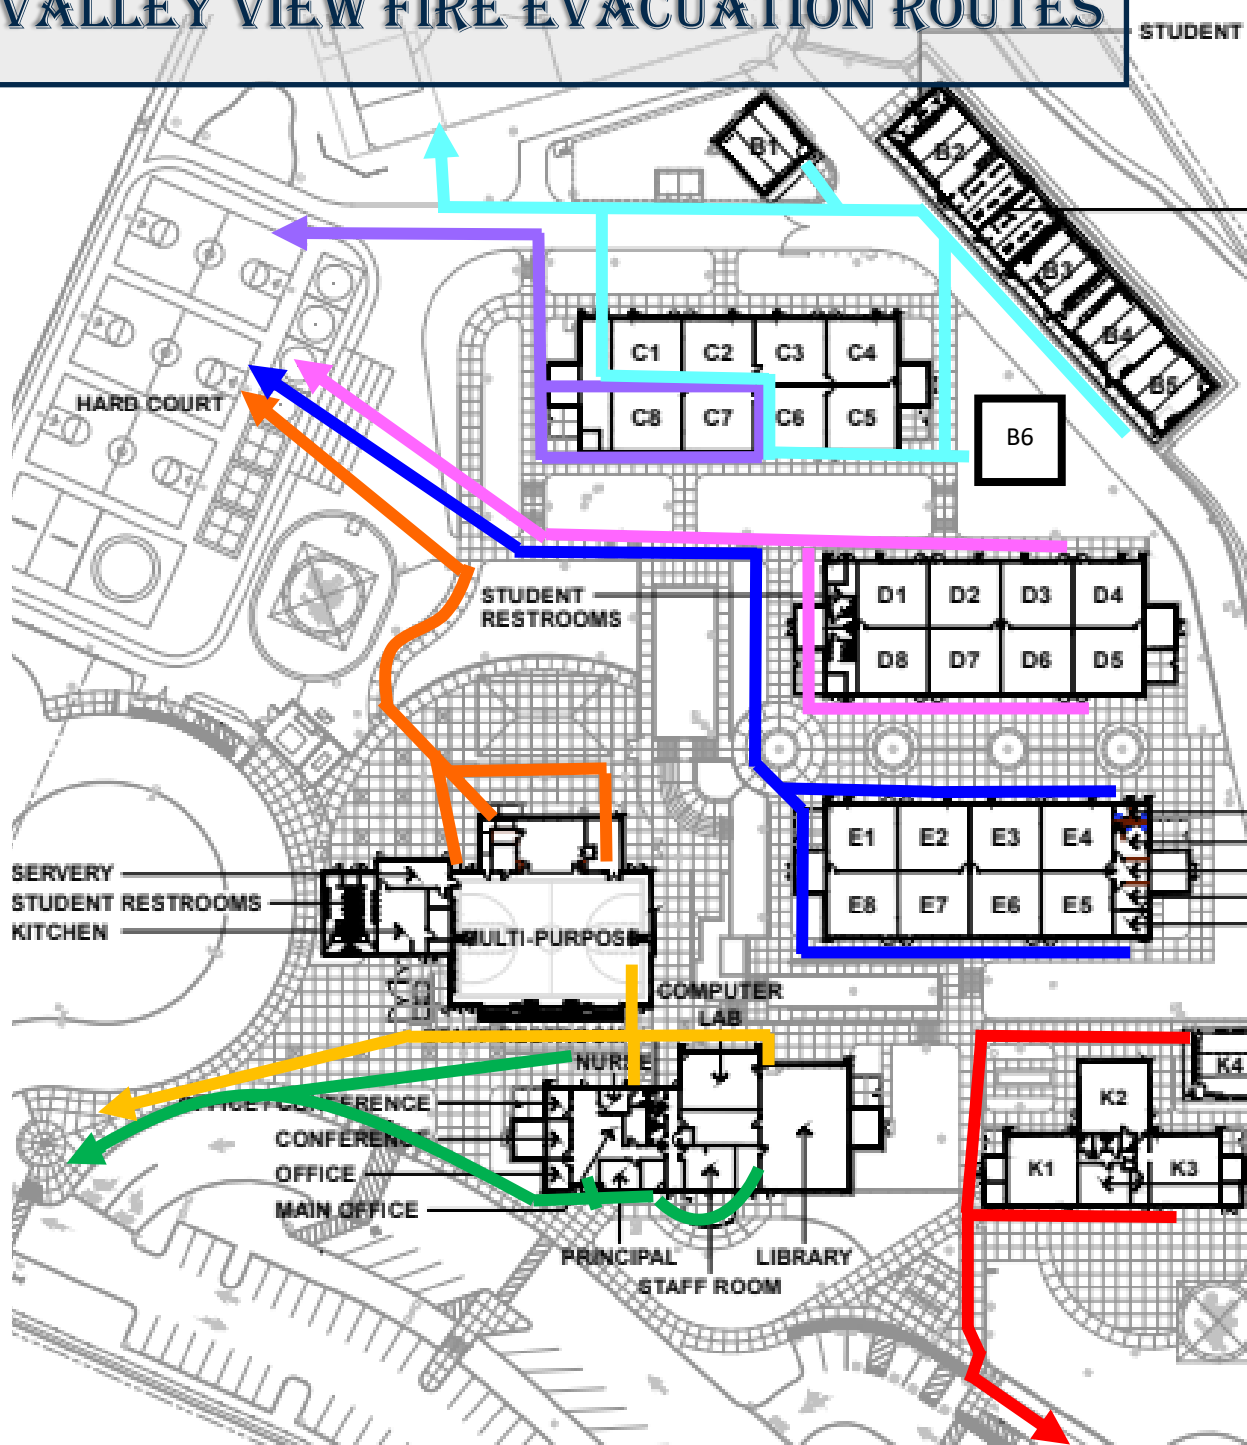 VALLEY VIEW FIRE EVACUATION ROUTES
STUDENT
B1
B2
B3
B4
B5
B6
C1 C2 C3 C4
C8 C7 C6 C5
HARD COURT
STUDENT
RESTROOMS
D1 D2 D3 D4
D8 D7 D6 D5
E1 E2 E3 E4
E8 E7 E6 E5
SERVERY
STUDENT RESTROOMS
KITCHEN
MULTI-PURPOSE
COMPUTER
LAB
NURSE
OFFICE / CONFERENCE
CONFERENCE
OFFICE
MAIN OFFICE
PRINCIPAL
STAFF ROOM
LIBRARY
K4
K2
K1 K3